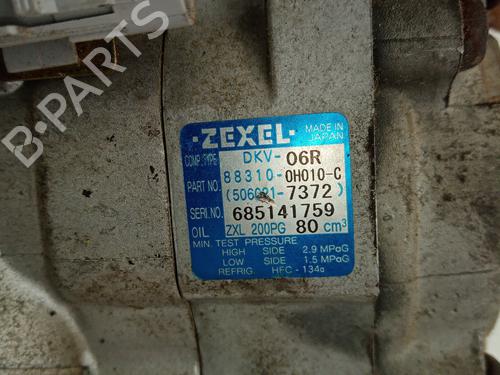 ·ZEXEL· MADE IN JAPAN
COMP.TYPE DKV-06R
PART NO. 88310-0H010-C
(506021-7372)
SERI.NO. 685141759
OIL ZXL 200PG 80 cm³
MIN. TEST PRESSURE
HIGH SIDE 2.9 MPaG
LOW SIDE 1.5 MPaG
REFRIG. HFC-134a
B-PARTS